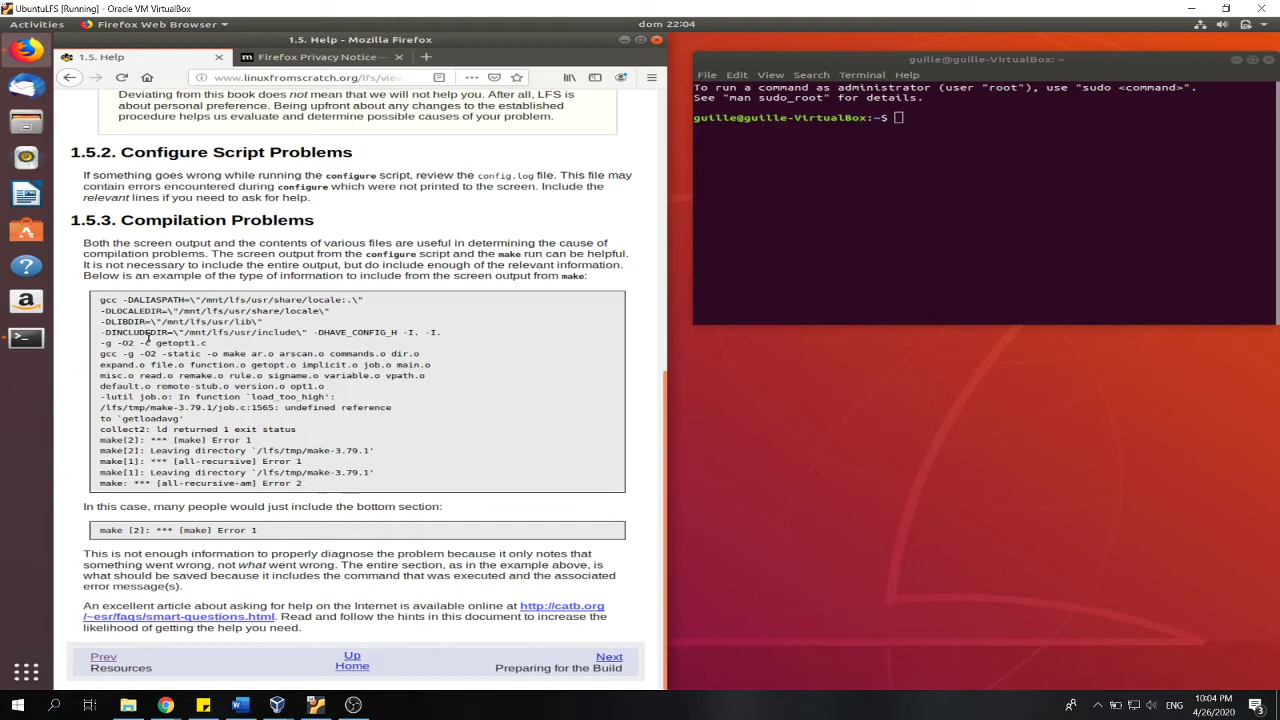 UbuntuLFS [Running] - Oracle VM VirtualBox
Activities
Firefox Web Browser
dom 22:04
1.5. Help - Mozilla Firefox
1.5. Help
Firefox Privacy Notice
www.linuxfromscratch.org/lfs/view
Deviating from this book does not mean that we will not help you. After all, LFS is
about personal preference. Being upfront about any changes to the established
procedure helps us evaluate and determine possible causes of your problem.
1.5.2. Configure Script Problems
If something goes wrong while running the configure script, review the config.log file. This file may
contain errors encountered during configure which were not printed to the screen. Include the
relevant lines if you need to ask for help.
1.5.3. Compilation Problems
Both the screen output and the contents of various files are useful in determining the cause of
compilation problems. The screen output from the configure script and the make run can be helpful.
It is not necessary to include the entire output, but do include enough of the relevant information.
Below is an example of the type of information to include from the screen output from make:
gcc -DALIASPATH=\"/mnt/lfs/usr/share/locale:.\"
-DLOCALEDIR=\"/mnt/lfs/usr/share/locale\"
-DLIBDIR=\"/mnt/lfs/usr/lib\"
-DINCLUDEDIR=\"/mnt/lfs/usr/include\" -DHAVE_CONFIG_H -I. -I.
-g -O2 -c getopt1.c
gcc -g -O2 -static -o make ar.o arscan.o commands.o dir.o
expand.o file.o function.o getopt.o implicit.o job.o main.o
misc.o read.o remake.o rule.o signame.o variable.o vpath.o
default.o remote-stub.o version.o opt1.o
-lutil job.o: In function `load_too_high':
/lfs/tmp/make-3.79.1/job.c:1565: undefined reference
to `getloadavg'
collect2: ld returned 1 exit status
make[2]: *** [make] Error 1
make[2]: Leaving directory `/lfs/tmp/make-3.79.1'
make[1]: *** [all-recursive] Error 1
make[1]: Leaving directory `/lfs/tmp/make-3.79.1'
make: *** [all-recursive-am] Error 2
In this case, many people would just include the bottom section:
make [2]: *** [make] Error 1
This is not enough information to properly diagnose the problem because it only notes that
something went wrong, not what went wrong. The entire section, as in the example above, is
what should be saved because it includes the command that was executed and the associated
error message(s).
An excellent article about asking for help on the Internet is available online at http://catb.org
/~esr/faqs/smart-questions.html. Read and follow the hints in this document to increase the
likelihood of getting the help you need.
Prev
Up
Next
Resources
Home
Preparing for the Build
guille@guille-VirtualBox: ~
File Edit View Search Terminal Help
To run a command as administrator (user "root"), use "sudo <command>".
See "man sudo_root" for details.
guille@guille-VirtualBox:~$
10:04 PM
4/26/2020
3